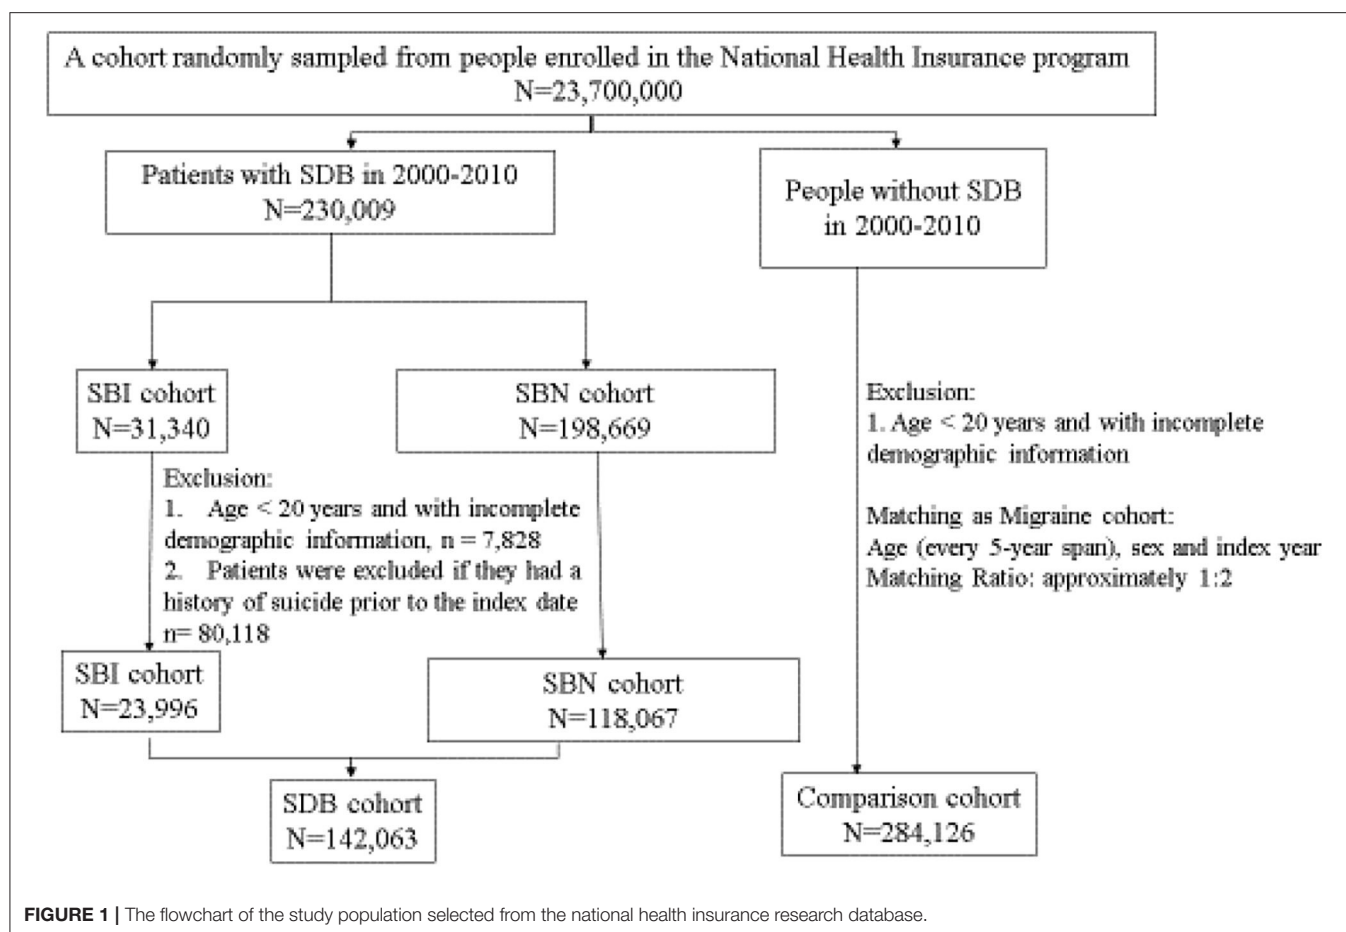 A cohort randomly sampled from people enrolled in the National Health Insurance program
N=23,700,000
Patients with SDB in 2000-2010
N=230,009
People without SDB
in 2000-2010
SBI cohort
N=31,340
SBN cohort
N=198,669
Exclusion:
1. Age < 20 years and with incomplete
demographic information, n = 7,828
2. Patients were excluded if they had a
history of suicide prior to the index date
n= 80,118
Exclusion:
1. Age < 20 years and with incomplete
demographic information
Matching as Migraine cohort:
Age (every 5-year span), sex and index year
Matching Ratio: approximately 1:2
SBI cohort
N=23,996
SBN cohort
N=118,067
SDB cohort
N=142,063
Comparison cohort
N=284,126
FIGURE 1 | The flowchart of the study population selected from the national health insurance research database.